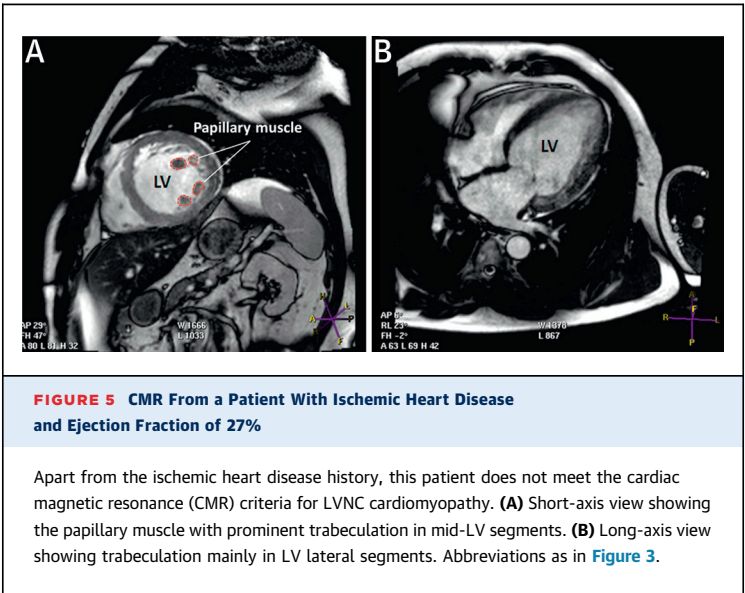 A
B
Papillary muscle
LV
LV
AP 29°
FH 47°
A 80 L 81 H 32
W 1666
L 1033
A
L
P
F
AP 6°
RL 23°
FH -2°
A 63 L 69 H 42
W 1378
L 867
R
F
L
P
FIGURE 5 CMR From a Patient With Ischemic Heart Disease
and Ejection Fraction of 27%
Apart from the ischemic heart disease history, this patient does not meet the cardiac
magnetic resonance (CMR) criteria for LVNC cardiomyopathy. (A) Short-axis view showing
the papillary muscle with prominent trabeculation in mid-LV segments. (B) Long-axis view
showing trabeculation mainly in LV lateral segments. Abbreviations as in Figure 3.